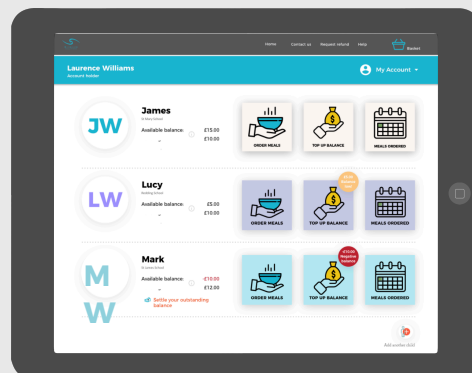 Home Contact us Request refund Help Basket
Laurence Williams
Account holder
My Account
JW
James
St Mary School
Available balance: £15.00
£10.00
ORDER MEALS
TOP UP BALANCE
MEALS ORDERED
LW
Lucy
Available balance: £5.00
£10.00
ORDER MEALS
TOP UP BALANCE
MEALS ORDERED
M
W
Mark
Available balance: -£10.00
£12.00
Settle your outstanding
balance
-£10.00
Negative
balance
ORDER MEALS
TOP UP BALANCE
MEALS ORDERED
Add another child